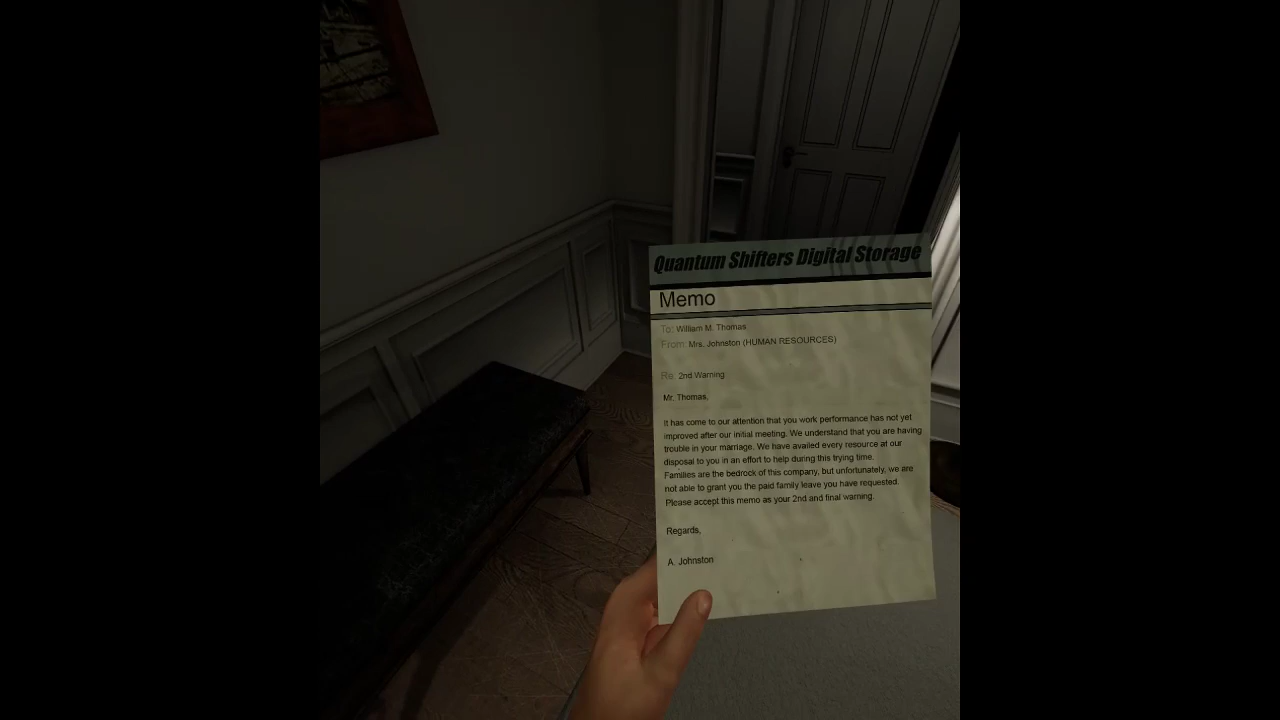 Quantum Shifters Digital Storage
Memo
To: William M. Thomas
From: Mrs. Johnston (HUMAN RESOURCES)
Re: 2nd Warning
Mr. Thomas,
It has come to our attention that you work performance has not yet
improved after our initial meeting. We understand that you are having
trouble in your marriage. We have availed every resource at our
disposal to you in an effort to help during this trying time.
Families are the bedrock of this company, but unfortunately, we are
not able to grant you the paid family leave you have requested.
Please accept this memo as your 2nd and final warning.
Regards,
A. Johnston